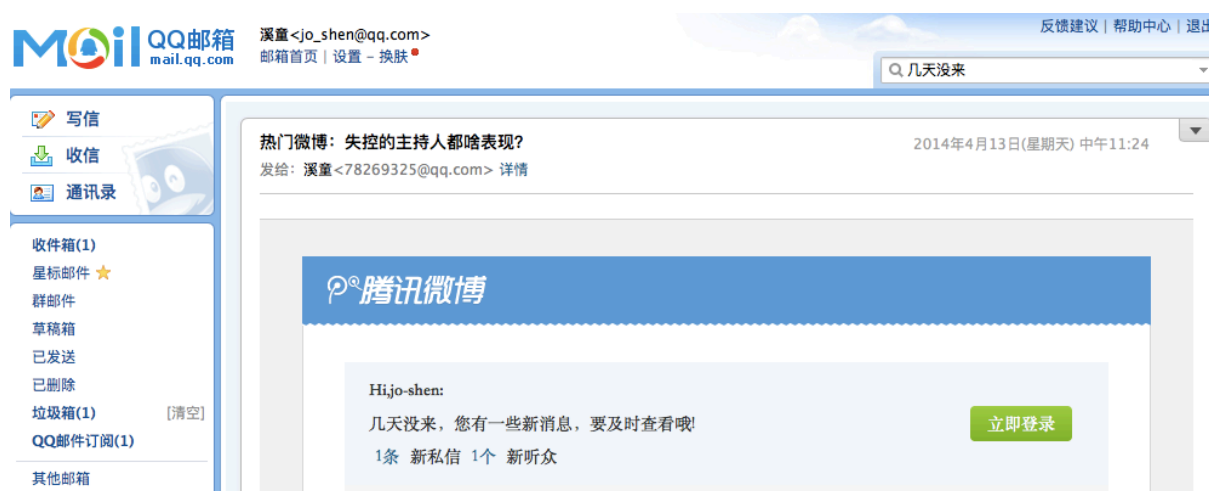 Mail QQ邮箱
mail.qq.com
溪童<jo_shen@qq.com>
邮箱首页 | 设置 - 换肤
反馈建议 | 帮助中心 | 退出
几天没来
写信
收信
通讯录
收件箱(1)
星标邮件
群邮件
草稿箱
已发送
已删除
垃圾箱(1) [清空]
QQ邮件订阅(1)
其他邮箱
热门微博：失控的主持人都啥表现?
2014年4月13日(星期天) 中午11:24
发给：溪童<78269325@qq.com> 详情
腾讯微博
Hi,jo-shen:
几天没来，您有一些新消息，要及时查看哦!
立即登录
1条 新私信 1个 新听众